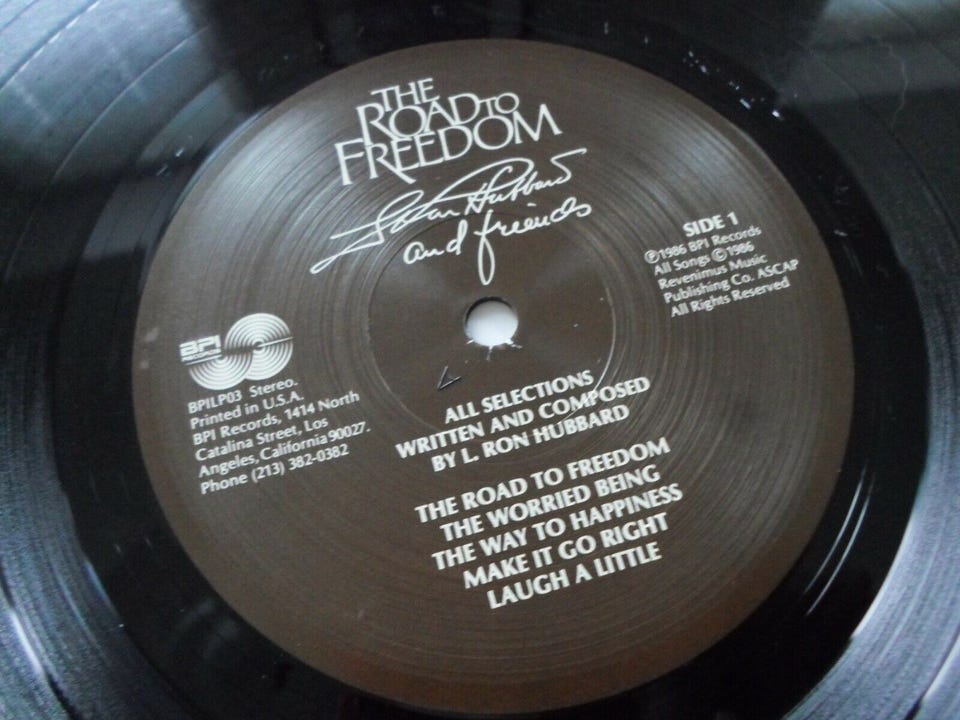 THE
ROAD TO
FREEDOM
L Ron Hubbard
and friends
SIDE 1
℗1986 BPI Records
All Songs ©1986
Revenimus Music
Publishing Co. ASCAP
All Rights Reserved
BPI
RECORDS
BPILP03 Stereo.
Printed in U.S.A.
BPI Records, 1414 North
Catalina Street, Los
Angeles, California 90027.
Phone (213) 382-0382
ALL SELECTIONS
WRITTEN AND COMPOSED
BY L. RON HUBBARD
THE ROAD TO FREEDOM
THE WORRIED BEING
THE WAY TO HAPPINESS
MAKE IT GO RIGHT
LAUGH A LITTLE